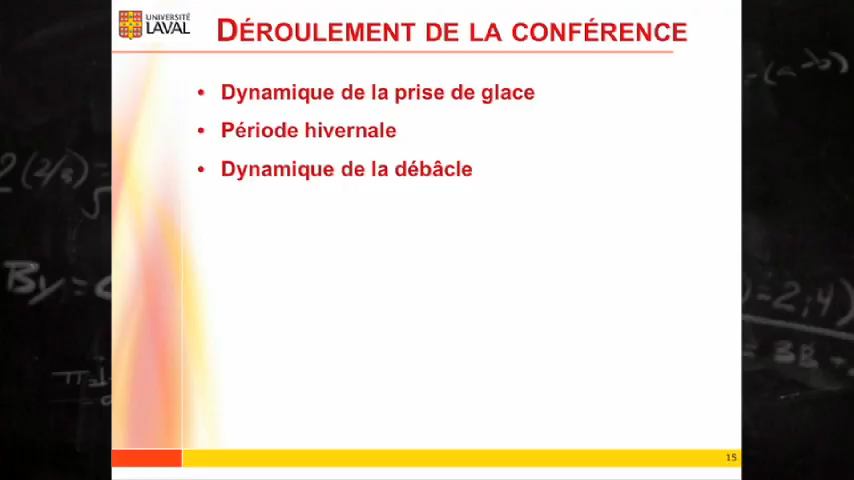 UNIVERSITÉ
LAVAL
DÉROULEMENT DE LA CONFÉRENCE
• Dynamique de la prise de glace
• Période hivernale
• Dynamique de la débâcle
By=
15